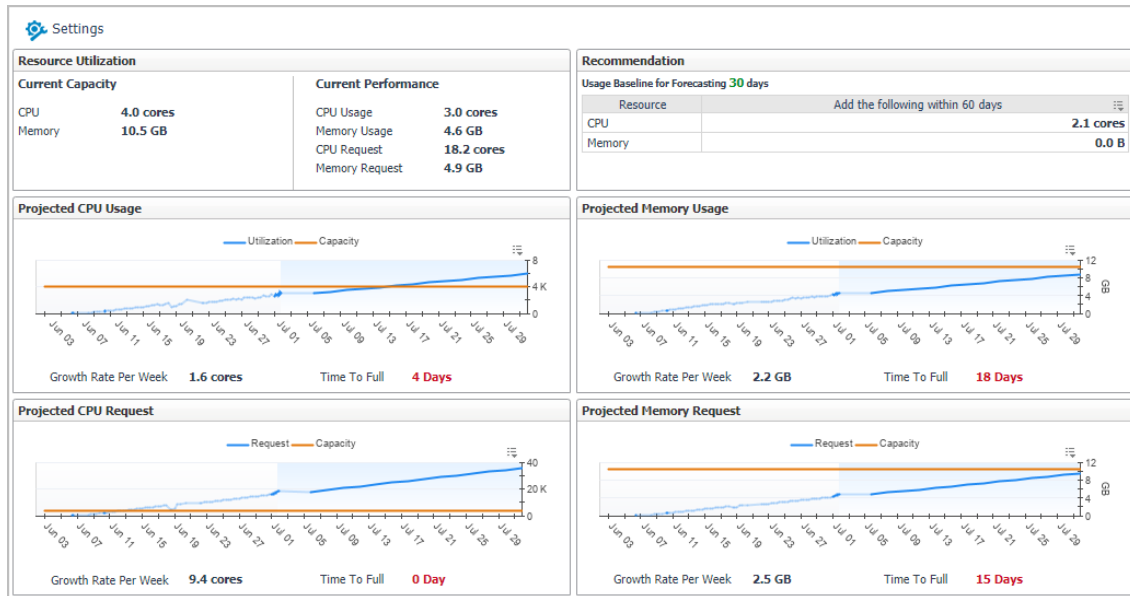 Settings
Resource Utilization
Current Capacity
CPU 4.0 cores
Memory 10.5 GB
Current Performance
CPU Usage 3.0 cores
Memory Usage 4.6 GB
CPU Request 18.2 cores
Memory Request 4.9 GB
Recommendation
Usage Baseline for Forecasting 30 days
Resource Add the following within 60 days
CPU 2.1 cores
Memory 0.0 B
Projected CPU Usage
Utilization Capacity
8
4 K
0
Jun 03 Jun 07 Jun 11 Jun 15 Jun 19 Jun 23 Jun 27 Jul 01 Jul 05 Jul 09 Jul 13 Jul 17 Jul 21 Jul 25 Jul 29
Growth Rate Per Week 1.6 cores Time To Full 4 Days
Projected Memory Usage
Utilization Capacity
12
8
4
0
GB
Jun 03 Jun 07 Jun 11 Jun 15 Jun 19 Jun 23 Jun 27 Jul 01 Jul 05 Jul 09 Jul 13 Jul 17 Jul 21 Jul 25 Jul 29
Growth Rate Per Week 2.2 GB Time To Full 18 Days
Projected CPU Request
Request Capacity
40
20 K
0
Jun 03 Jun 07 Jun 11 Jun 15 Jun 19 Jun 23 Jun 27 Jul 01 Jul 05 Jul 09 Jul 13 Jul 17 Jul 21 Jul 25 Jul 29
Growth Rate Per Week 9.4 cores Time To Full 0 Day
Projected Memory Request
Request Capacity
12
8
4
0
GB
Jun 03 Jun 07 Jun 11 Jun 15 Jun 19 Jun 23 Jun 27 Jul 01 Jul 05 Jul 09 Jul 13 Jul 17 Jul 21 Jul 25 Jul 29
Growth Rate Per Week 2.5 GB Time To Full 15 Days